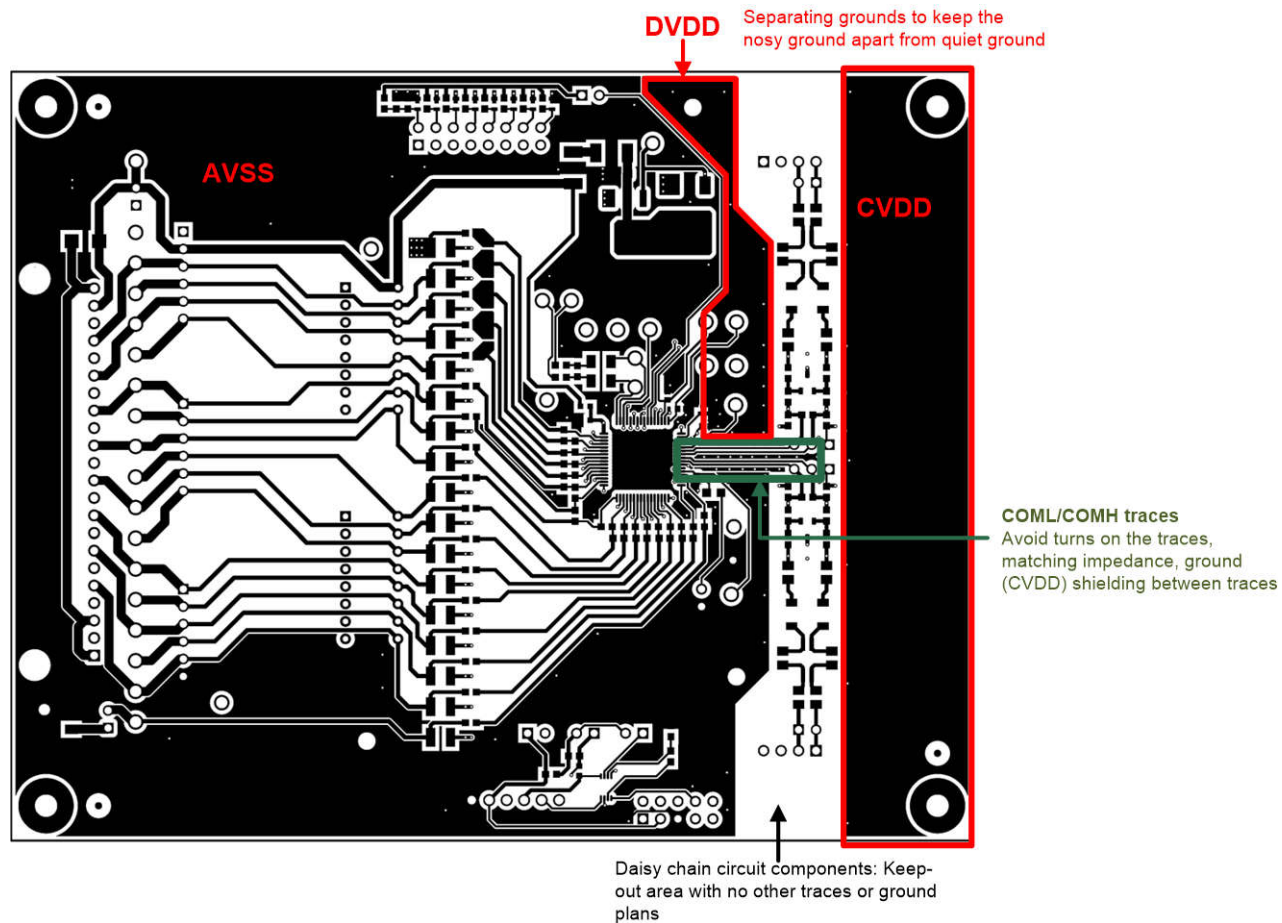 DVDD
Separating grounds to keep the
nosy ground apart from quiet ground
AVSS
CVDD
COML/COMH traces
Avoid turns on the traces,
matching impedance, ground
(CVDD) shielding between traces
Daisy chain circuit components: Keep-
out area with no other traces or ground
plans